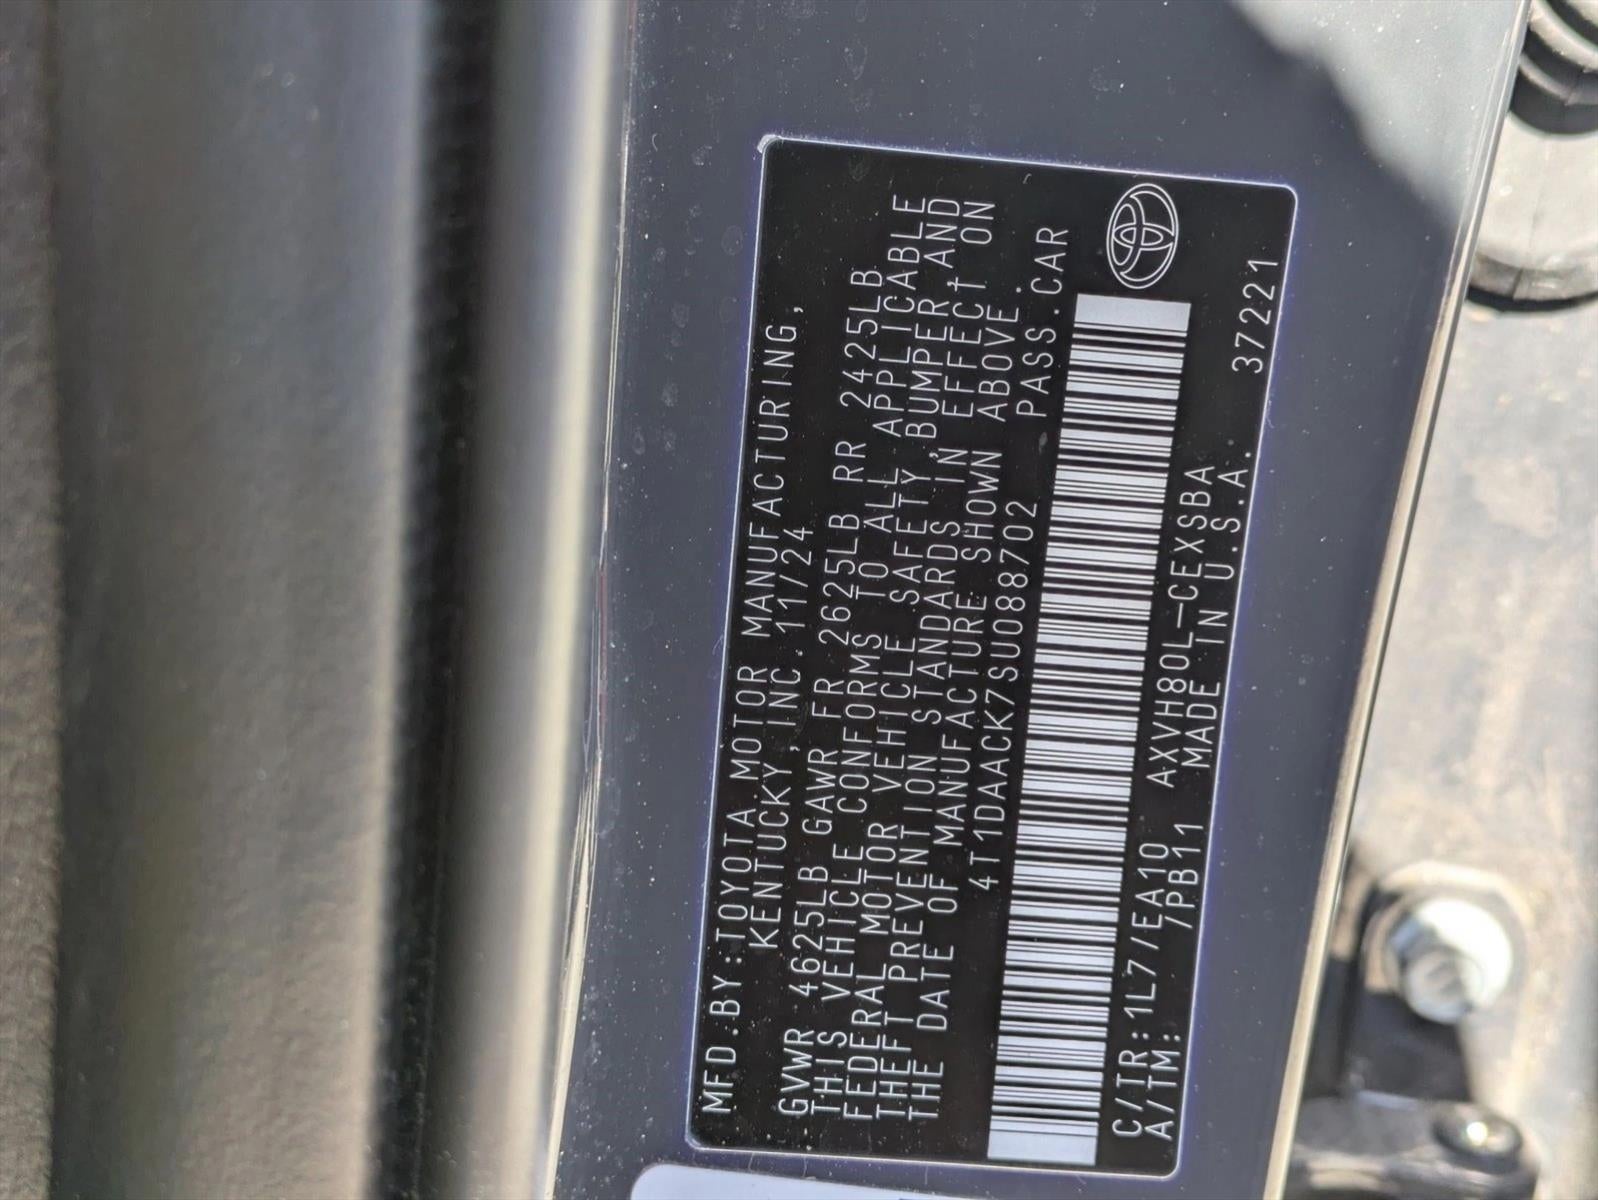 MFD.BY:TOYOTA MOTOR MANUFACTURING,
KENTUCKY,INC. 11/24
GVWR 4625LB GAWR FR 2625LB RR 2425LB
THIS VEHICLE CONFORMS TO ALL APPLICABLE
FEDERAL MOTOR VEHICLE SAFETY,BUMPER,AND
THEFT PREVENTION STANDARDS IN EFFECT ON
THE DATE OF MANUFACTURE SHOWN ABOVE.
4T1DAACK7SU088702 PASS.CAR
C/TR:1L7/EA10 AXVH80L-CEXSBA 37221
A/TM: /PB11 MADE IN U.S.A.